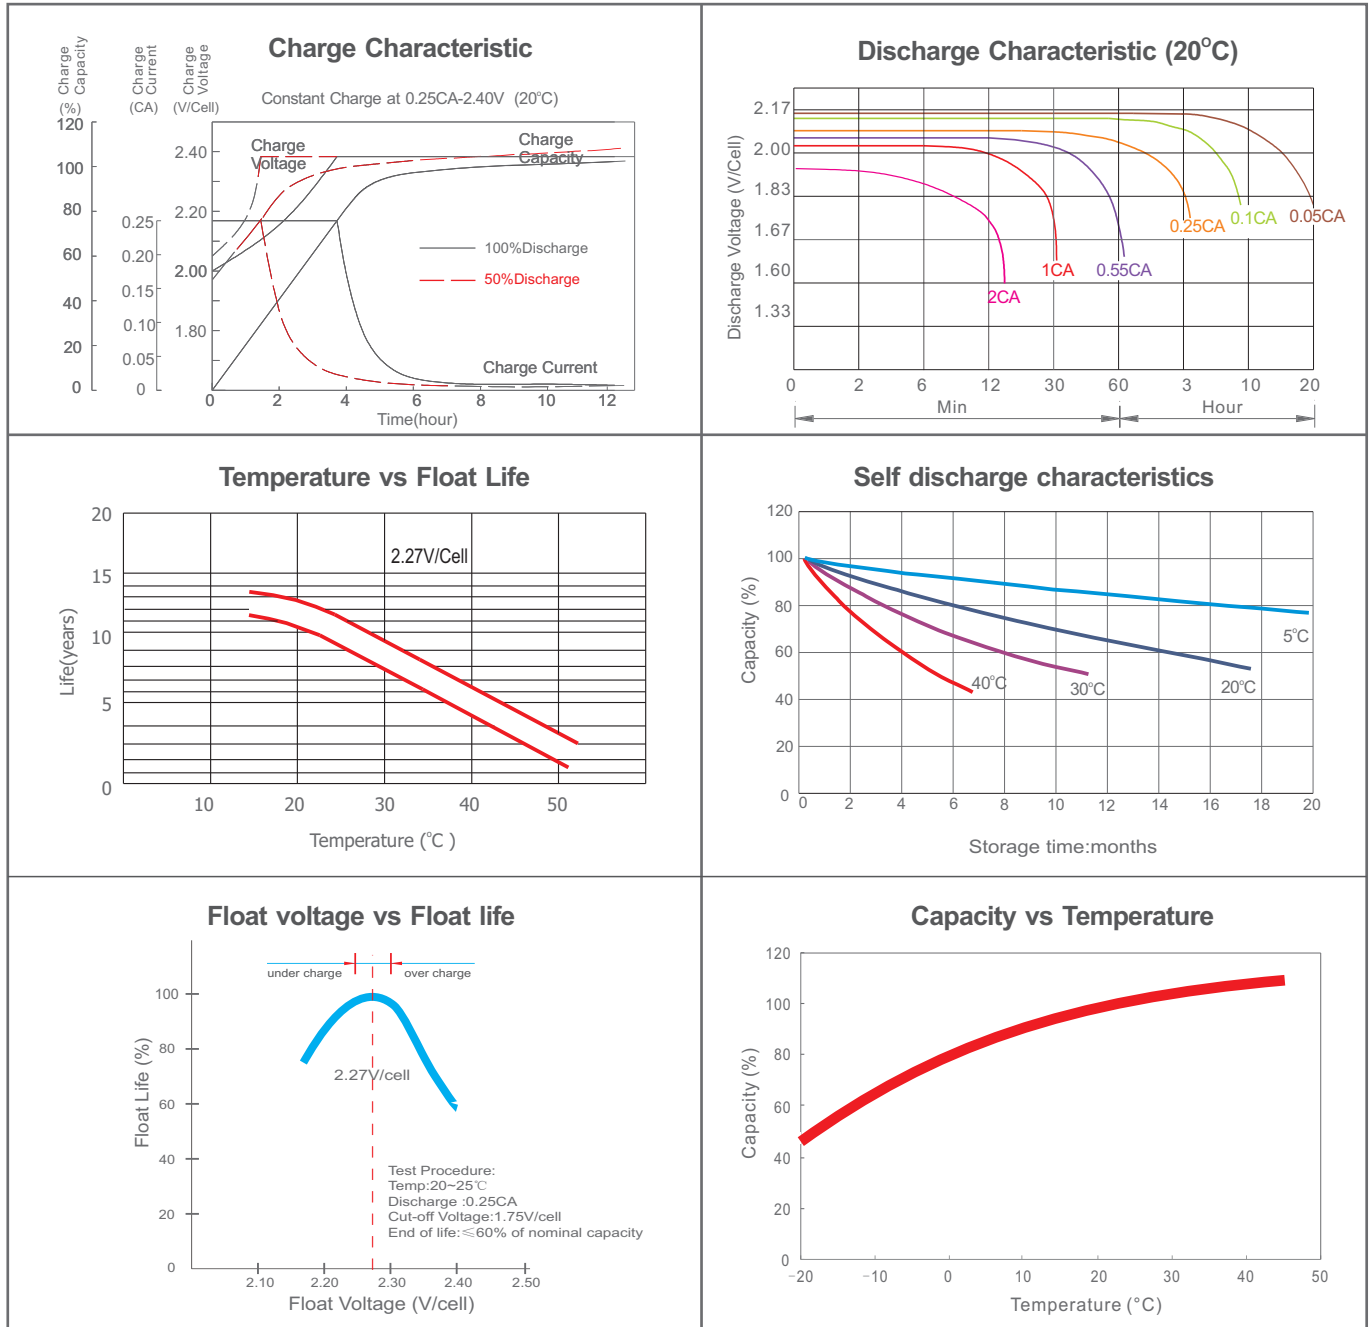 Charge Characteristic
Charge
Capacity
(%)
Charge
Current
(CA)
Charge
Voltage
(V/Cell)
Constant Charge at 0.25CA-2.40V (20°C)
120
100
80
60
40
20
0
0.25
0.20
0.15
0.10
0.05
0
2.40
2.20
2.00
1.80
Charge
Voltage
Charge
Capacity
100%Discharge
50%Discharge
Charge Current
0 2 4 6 8 10 12
Time(hour)
Discharge Characteristic (20°C)
Discharge Voltage (V/Cell)
2.17
2.00
1.83
1.67
1.60
1.33
2CA
1CA
0.55CA
0.25CA
0.1CA
0.05CA
0 2 6 12 30 60 3 10 20
Min Hour
Temperature vs Float Life
Life(years)
20
15
10
5
0
2.27V/Cell
10 20 30 40 50
Temperature (°C )
Self discharge characteristics
Capacity (%)
120
100
80
60
40
20
0
5°C
20°C
30°C
40°C
0 2 4 6 8 10 12 14 16 18 20
Storage time:months
Float voltage vs Float life
under charge
over charge
Float Life (%)
100
80
60
40
20
0
2.27V/cell
Test Procedure:
Temp:20~25℃
Discharge :0.25CA
Cut-off Voltage:1.75V/cell
End of life:≤60% of nominal capacity
2.10 2.20 2.30 2.40 2.50
Float Voltage (V/cell)
Capacity vs Temperature
Capacity (%)
120
100
80
60
40
20
0
-20 -10 0 10 20 30 40 50
Temperature (°C)